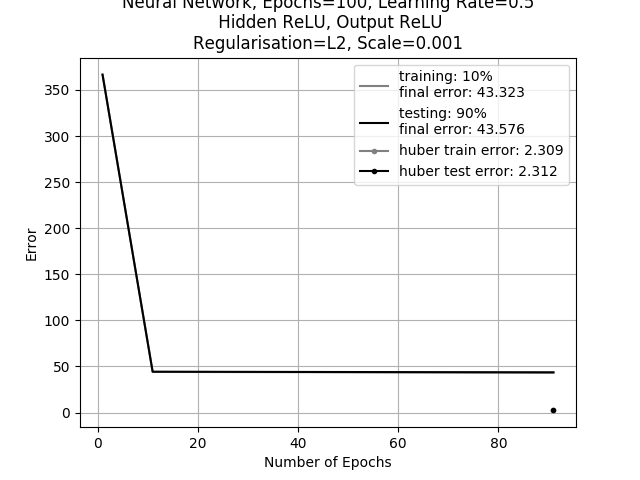 Neural Network, Epochs=100, Learning Rate=0.5
Hidden ReLU, Output ReLU
Regularisation=L2, Scale=0.001
training: 10%
final error: 43.323
testing: 90%
final error: 43.576
huber train error: 2.309
huber test error: 2.312
Error
350
300
250
200
150
100
50
0
0 20 40 60 80
Number of Epochs